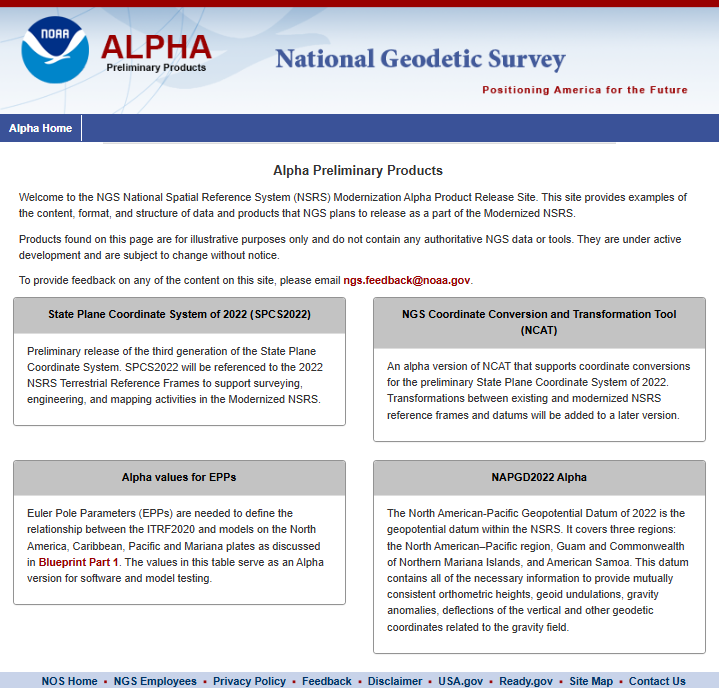 NOAA
ALPHA
Preliminary Products
National Geodetic Survey
Positioning America for the Future
Alpha Home
Alpha Preliminary Products
Welcome to the NGS National Spatial Reference System (NSRS) Modernization Alpha Product Release Site. This site provides examples of
the content, format, and structure of data and products that NGS plans to release as a part of the Modernized NSRS.
Products found on this page are for illustrative purposes only and do not contain any authoritative NGS data or tools. They are under active
development and are subject to change without notice.
To provide feedback on any of the content on this site, please email ngs.feedback@noaa.gov.
State Plane Coordinate System of 2022 (SPCS2022)
Preliminary release of the third generation of the State Plane
Coordinate System. SPCS2022 will be referenced to the 2022
NSRS Terrestrial Reference Frames to support surveying,
engineering, and mapping activities in the Modernized NSRS.
NGS Coordinate Conversion and Transformation Tool
(NCAT)
An alpha version of NCAT that supports coordinate conversions
for the preliminary State Plane Coordinate System of 2022.
Transformations between existing and modernized NSRS
reference frames and datums will be added to a later version.
Alpha values for EPPs
Euler Pole Parameters (EPPs) are needed to define the
relationship between the ITRF2020 and models on the North
America, Caribbean, Pacific and Mariana plates as discussed
in Blueprint Part 1. The values in this table serve as an Alpha
version for software and model testing.
NAPGD2022 Alpha
The North American-Pacific Geopotential Datum of 2022 is the
geopotential datum within the NSRS. It covers three regions:
the North American–Pacific region, Guam and Commonwealth
of Northern Mariana Islands, and American Samoa. This datum
contains all of the necessary information to provide mutually
consistent orthometric heights, geoid undulations, gravity
anomalies, deflections of the vertical and other geodetic
coordinates related to the gravity field.
NOS Home • NGS Employees • Privacy Policy • Feedback • Disclaimer • USA.gov • Ready.gov • Site Map • Contact Us